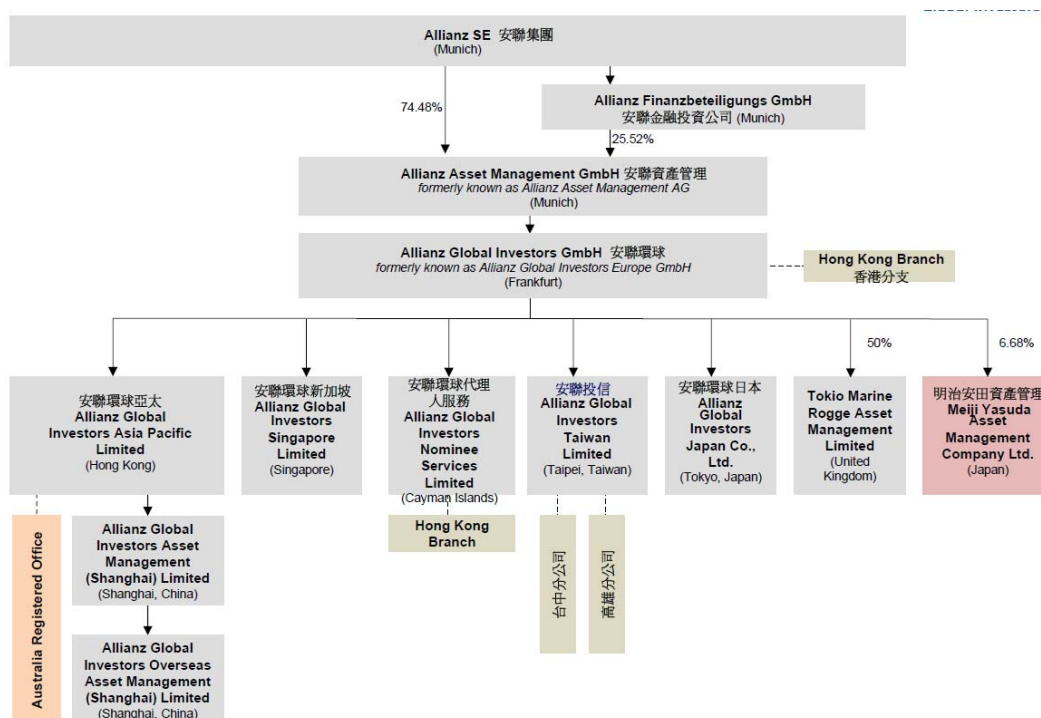 Allianz SE 安聯集團
(Munich)
74.48%
Allianz Finanzbeteiligungs GmbH
安聯金融投資公司 (Munich)
25.52%
Allianz Asset Management GmbH 安聯資產管理
formerly known as Allianz Asset Management AG
(Munich)
Allianz Global Investors GmbH 安聯環球
formerly known as Allianz Global Investors Europe GmbH
(Frankfurt)
Hong Kong Branch
香港分支
50%
6.68%
安聯環球亞太
Allianz Global
Investors Asia Pacific
Limited
(Hong Kong)
安聯環球新加坡
Allianz Global
Investors
Singapore
Limited
(Singapore)
安聯環球代理
人服務
Allianz Global
Investors
Nominee
Services
Limited
(Cayman Islands)
安聯投信
Allianz Global
Investors
Taiwan
Limited
(Taipei, Taiwan)
安聯環球日本
Allianz
Global
Investors
Japan Co.,
Ltd.
(Tokyo, Japan)
Tokio Marine
Rogge Asset
Management
Limited
(United
Kingdom)
明治安田資產管理
Meiji Yasuda
Asset
Management
Company Ltd.
(Japan)
Australia Registered Office
Allianz Global
Investors Asset
Management
(Shanghai) Limited
(Shanghai, China)
Hong Kong
Branch
台中分公司
高雄分公司
Allianz Global
Investors Overseas
Asset Management
(Shanghai) Limited
(Shanghai, China)